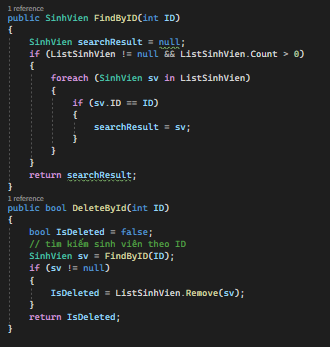 1 reference
public SinhVien FindByID(int ID)
{
    SinhVien searchResult = null;
    if (ListSinhVien != null && ListSinhVien.Count > 0)
    {
        foreach (SinhVien sv in ListSinhVien)
        {
            if (sv.ID == ID)
            {
                searchResult = sv;
            }
        }
    }
    return searchResult;
}
1 reference
public bool DeleteById(int ID)
{
    bool IsDeleted = false;
    // tìm kiếm sinh viên theo ID
    SinhVien sv = FindByID(ID);
    if (sv != null)
    {
        IsDeleted = ListSinhVien.Remove(sv);
    }
    return IsDeleted;
}